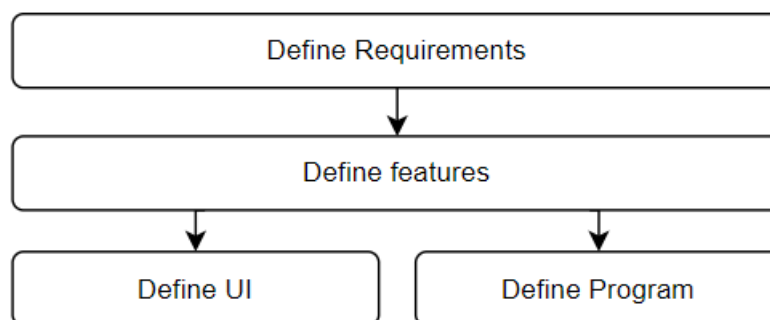 Define Requirements
Define features
Define UI
Define Program